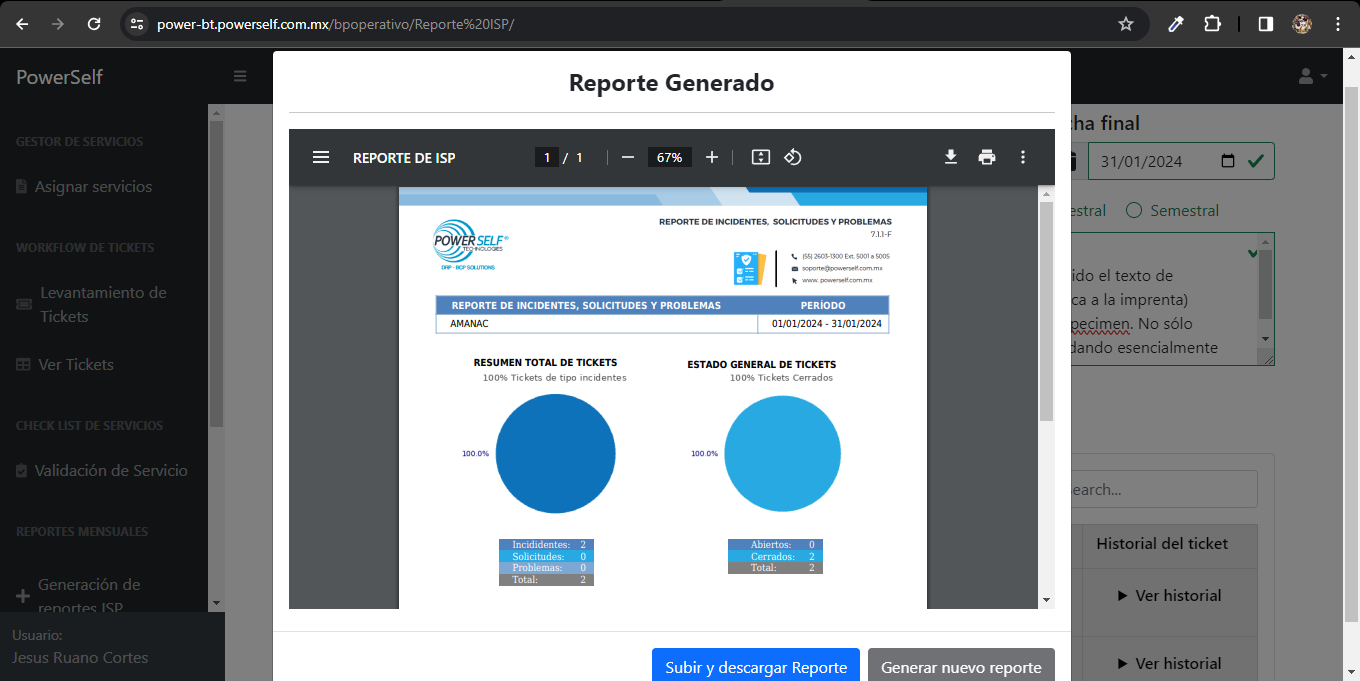 power-bt.powerself.com.mx/bpoperativo/Reporte%20ISP/
PowerSelf
GESTOR DE SERVICIOS
Asignar servicios
WORKFLOW DE TICKETS
Levantamiento de
Tickets
Ver Tickets
CHECK LIST DE SERVICIOS
Validación de Servicio
REPORTES MENSUALES
Generación de
reportes ISP
Usuario:
Jesus Ruano Cortes
Reporte Generado
REPORTE DE ISP
1 / 1
67%
POWER SELF®
TECHNOLOGIES
DRP - BCP SOLUTIONS
REPORTE DE INCIDENTES, SOLICITUDES Y PROBLEMAS
7.1.1-F
(55) 2603-1300 Ext. 5001 a 5005
soporte@powerself.com.mx
www. powerself.com.mx
REPORTE DE INCIDENTES, SOLICITUDES Y PROBLEMAS PERÍODO
AMANAC 01/01/2024 - 31/01/2024
RESUMEN TOTAL DE TICKETS
100% Tickets de tipo incidentes
100.0%
Incididentes: 2
Solicitudes: 0
Problemas: 0
Total: 2
ESTADO GENERAL DE TICKETS
100% Tickets Cerrados
100.0%
Abiertos: 0
Cerrados: 2
Total: 2
Subir y descargar Reporte
Generar nuevo reporte
cha final
31/01/2024
estral
Semestral
ido el texto de
ca a la imprenta)
pecimen. No sólo
dando esencialmente
earch...
Historial del ticket
Ver historial
Ver historial